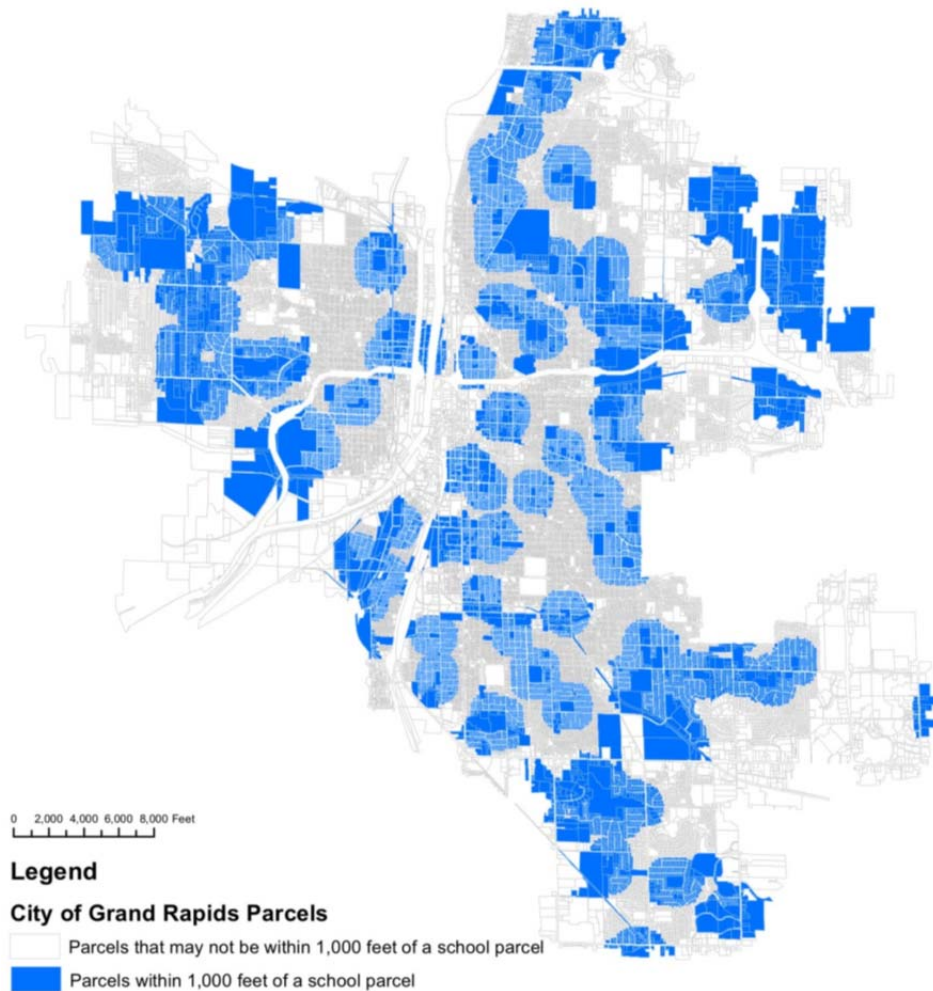 0 2,000 4,000 6,000 8,000 Feet
Legend
City of Grand Rapids Parcels
Parcels that may not be within 1,000 feet of a school parcel
Parcels within 1,000 feet of a school parcel